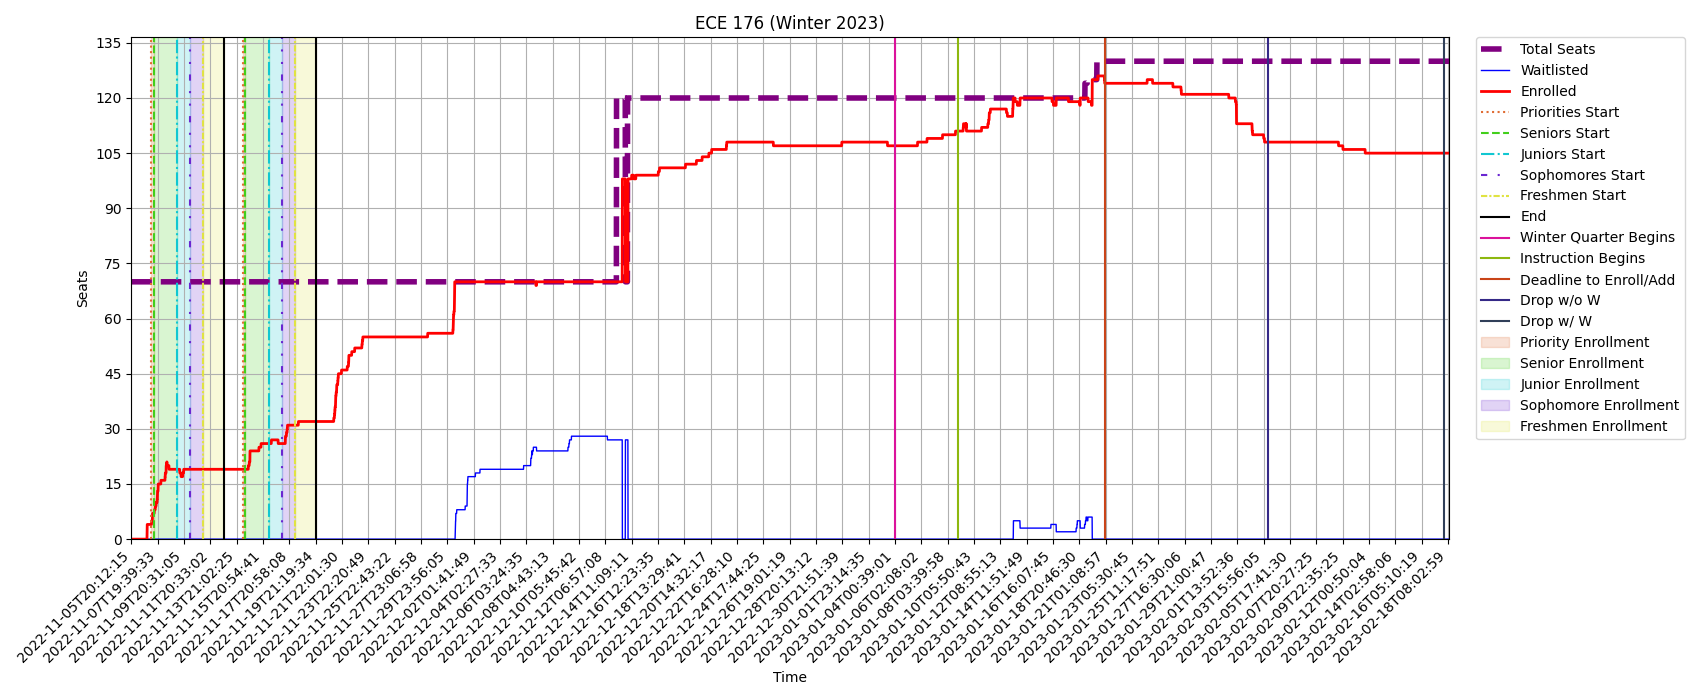 ECE 176 (Winter 2023)
135
120
105
90
75
60
45
30
15
0
Seats
2022-11-05T20:12:15
2022-11-07T19:39:33
2022-11-09T20:31:05
2022-11-11T20:33:02
2022-11-13T21:02:25
2022-11-15T20:54:41
2022-11-17T20:58:09
2022-11-19T21:19:34
2022-11-21T22:01:30
2022-11-23T23:20:49
2022-11-25T22:43:22
2022-11-27T23:06:58
2022-11-29T23:56:05
2022-12-02T01:41:49
2022-12-04T02:27:33
2022-12-06T03:24:35
2022-12-08T04:43:13
2022-12-10T05:45:42
2022-12-12T06:57:08
2022-12-14T11:09:11
2022-12-16T12:23:35
2022-12-18T13:29:41
2022-12-20T14:32:17
2022-12-22T16:28:10
2022-12-24T17:44:25
2022-12-26T19:01:19
2022-12-28T20:13:12
2022-12-30T21:51:39
2023-01-01T23:14:35
2023-01-04T00:39:01
2023-01-06T02:08:02
2023-01-08T03:39:58
2023-01-10T05:50:43
2023-01-12T08:55:13
2023-01-14T11:51:49
2023-01-16T16:07:45
2023-01-18T20:46:30
2023-01-21T01:08:57
2023-01-23T05:30:45
2023-01-25T11:17:51
2023-01-27T16:30:06
2023-01-29T21:00:47
2023-02-01T13:52:36
2023-02-03T15:56:05
2023-02-05T17:41:30
2023-02-07T20:27:25
2023-02-09T22:35:25
2023-02-12T00:50:04
2023-02-14T02:58:06
2023-02-16T05:10:19
2023-02-18T08:02:59
Time
Total Seats
Waitlisted
Enrolled
Priorities Start
Seniors Start
Juniors Start
Sophomores Start
Freshmen Start
End
Winter Quarter Begins
Instruction Begins
Deadline to Enroll/Add
Drop w/o W
Drop w/ W
Priority Enrollment
Senior Enrollment
Junior Enrollment
Sophomore Enrollment
Freshmen Enrollment